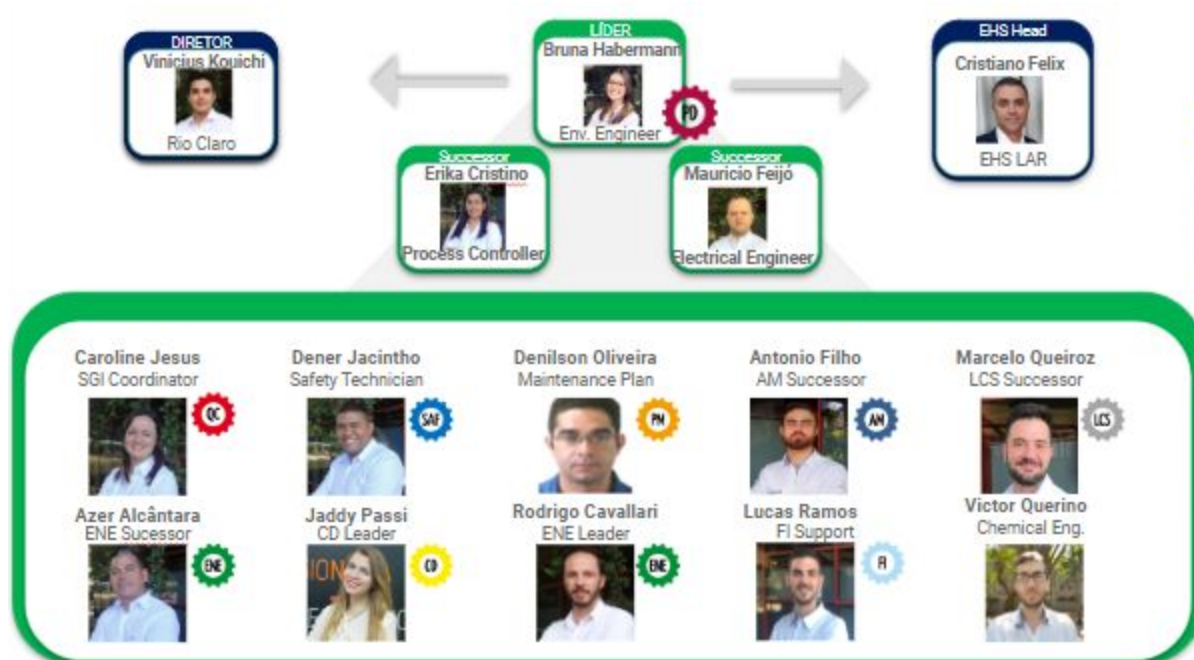 DIRETOR
Vinicius Kouichi
Rio Claro
LÍDER
Bruna Habermann
Env. Engineer
PD
EHS Head
Cristiano Felix
EHS LAR
Successor
Erika Cristino
Process Controller
Successor
Mauricio Feijó
Electrical Engineer
Caroline Jesus
SGI Coordinator
QC
Dener Jacintho
Safety Technician
SAF
Denilson Oliveira
Maintenance Plan
PM
Antonio Filho
AM Successor
AM
Marcelo Queiroz
LCS Successor
LCS
Azer Alcântara
ENE Sucessor
ENE
Jaddy Passi
CD Leader
CD
ION
Rodrigo Cavallari
ENE Leader
ENE
Lucas Ramos
FI Support
FI
Victor Querino
Chemical Eng.